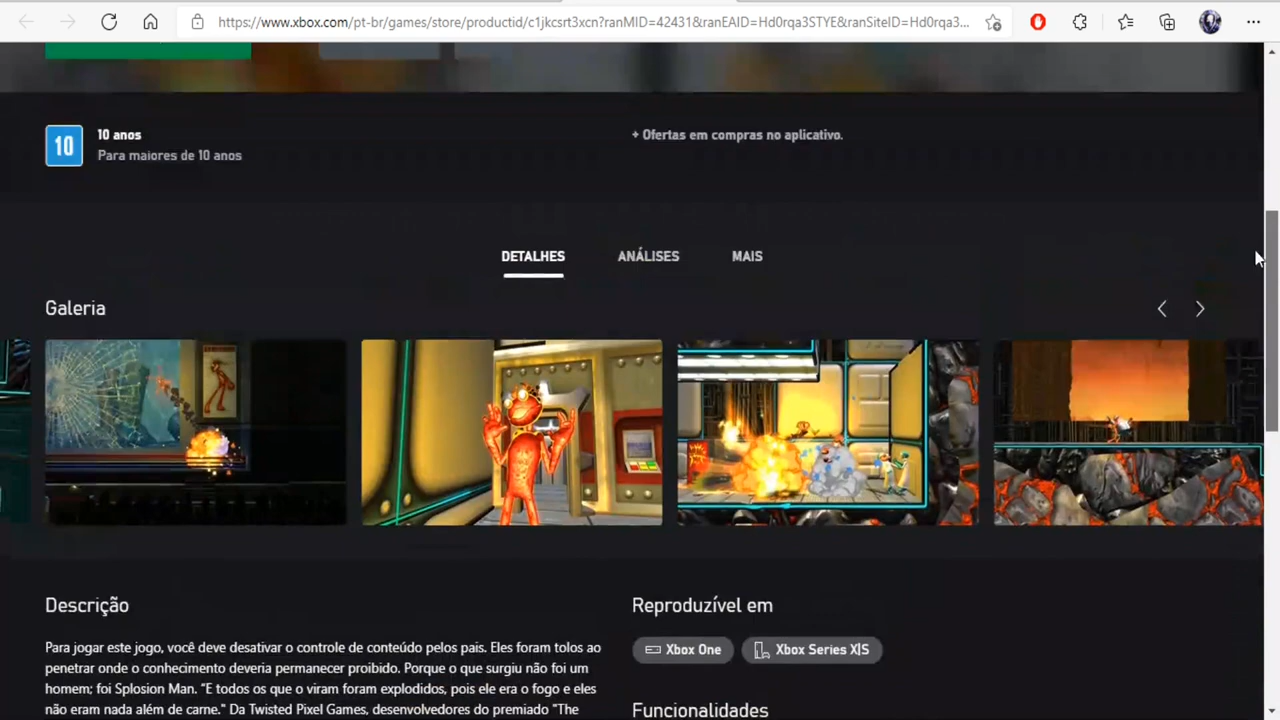 https://www.xbox.com/pt-br/games/store/productid/c1jkcsrt3xcn?ranMID=42431&ranEAID=Hd0rqa3STYE&ranSiteID=Hd0rqa3...
10
10 anos
Para maiores de 10 anos
+ Ofertas em compras no aplicativo.
DETALHES
ANÁLISES
MAIS
Galeria
Descrição
Para jogar este jogo, você deve desativar o controle de conteúdo pelos pais. Eles foram tolos ao
penetrar onde o conhecimento deveria permanecer proibido. Porque o que surgiu não foi um
homem; foi Splosion Man. "E todos os que o viram foram explodidos, pois ele era o fogo e eles
não eram nada além de carne." Da Twisted Pixel Games, desenvolvedores do premiado "The
Reproduzível em
Xbox One
Xbox Series X|S
Funcionalidades